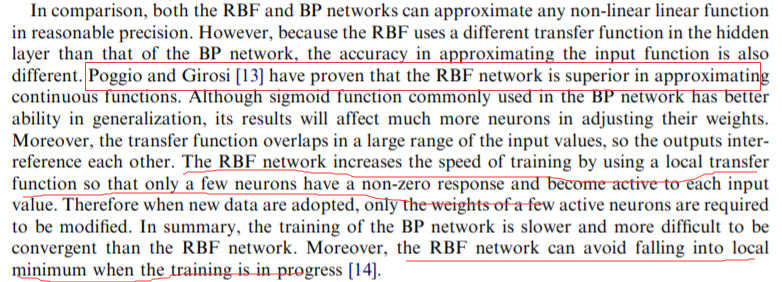 In comparison, both the RBF and BP networks can approximate any non-linear linear function
in reasonable precision. However, because the RBF uses a different transfer function in the hidden
layer than that of the BP network, the accuracy in approximating the input function is also
different. Poggio and Girosi [13] have proven that the RBF network is superior in approximating
continuous functions. Although sigmoid function commonly used in the BP network has better
ability in generalization, its results will affect much more neurons in adjusting their weights.
Moreover, the transfer function overlaps in a large range of the input values, so the outputs inter-
reference each other. The RBF network increases the speed of training by using a local transfer
function so that only a few neurons have a non-zero response and become active to each input
value. Therefore when new data are adopted, only the weights of a few active neurons are required
to be modified. In summary, the training of the BP network is slower and more difficult to be
convergent than the RBF network. Moreover, the RBF network can avoid falling into local
minimum when the training is in progress [14].